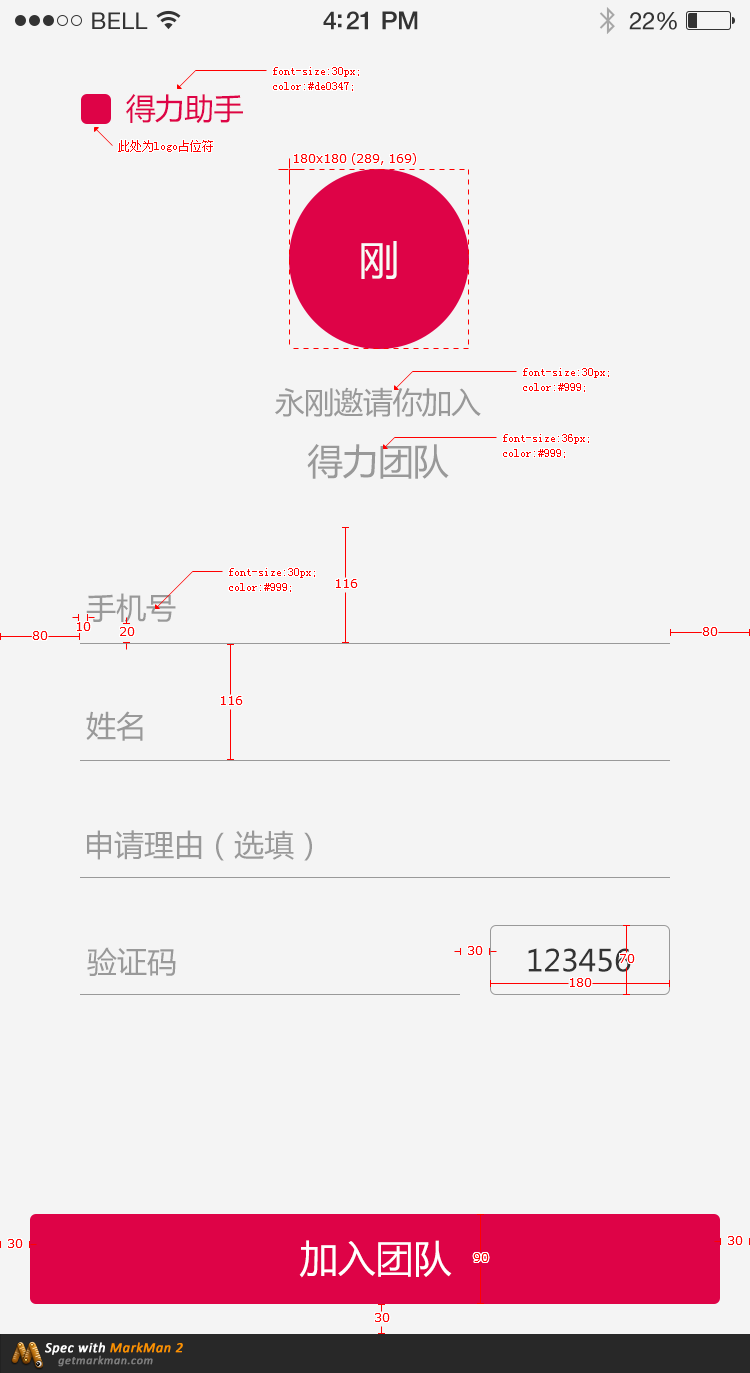 BELL 4:21 PM 22%
font-size:30px;
color:#de0347;
得力助手
此处为logo占位符
180x180 (289, 169)
刚
font-size:30px;
color:#999;
永刚邀请你加入
font-size:36px;
color:#999;
得力团队
font-size:30px;
color:#999;
116
手机号
10
20
80
80
116
姓名
申请理由（选填）
验证码
30
123456
70
180
30
加入团队
90
30
30
Spec with MarkMan 2
getmarkman.com